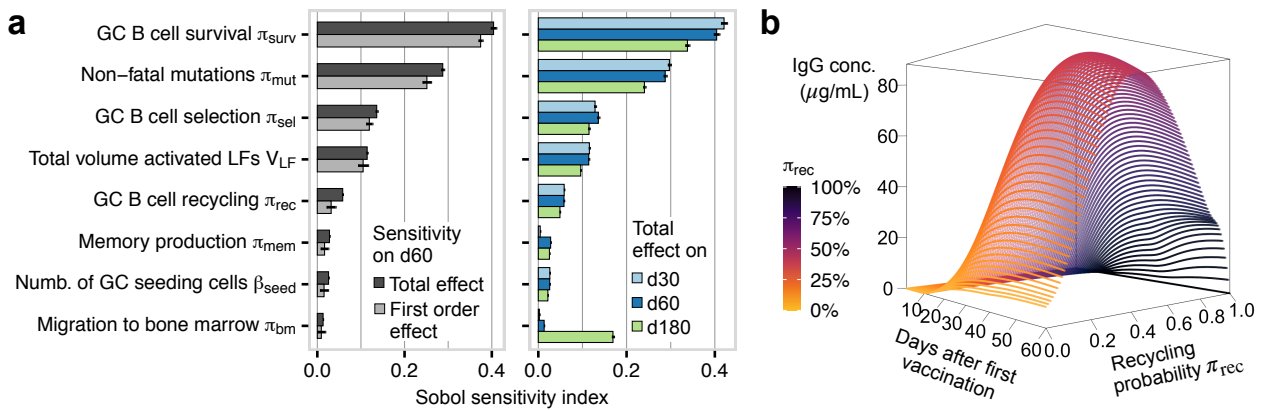 a
GC B cell survival πsurv
Non−fatal mutations πmut
GC B cell selection πsel
Total volume activated LFs VLF
GC B cell recycling πrec
Memory production πmem
Numb. of GC seeding cells βseed
Migration to bone marrow πbm
Sensitivity
on d60
Total effect
First order
effect
0.0 0.2 0.4
Total
effect on
d30
d60
d180
0.0 0.2 0.4
Sobol sensitivity index
b
IgG conc.
(μg/mL)
80
60
40
20
0
πrec
100%
75%
50%
25%
0%
10 20 30 40 50 60
Days after first
vaccination
0.0 0.2 0.4 0.6 0.8 1.0
Recycling
probability πrec